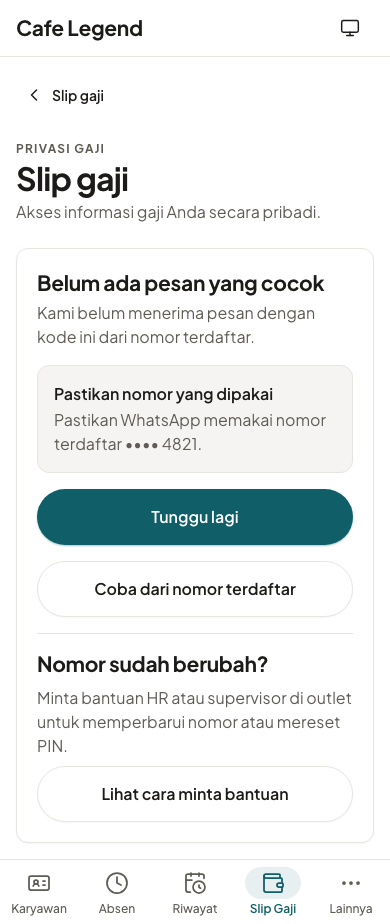 Cafe Legend
Slip gaji
PRIVASI GAJI
Slip gaji
Akses informasi gaji Anda secara pribadi.
Belum ada pesan yang cocok
Kami belum menerima pesan dengan
kode ini dari nomor terdaftar.
Pastikan nomor yang dipakai
Pastikan WhatsApp memakai nomor
terdaftar •••• 4821.
Tunggu lagi
Coba dari nomor terdaftar
Nomor sudah berubah?
Minta bantuan HR atau supervisor di outlet
untuk memperbarui nomor atau mereset
PIN.
Lihat cara minta bantuan
Karyawan
Absen
Riwayat
Slip Gaji
Lainnya